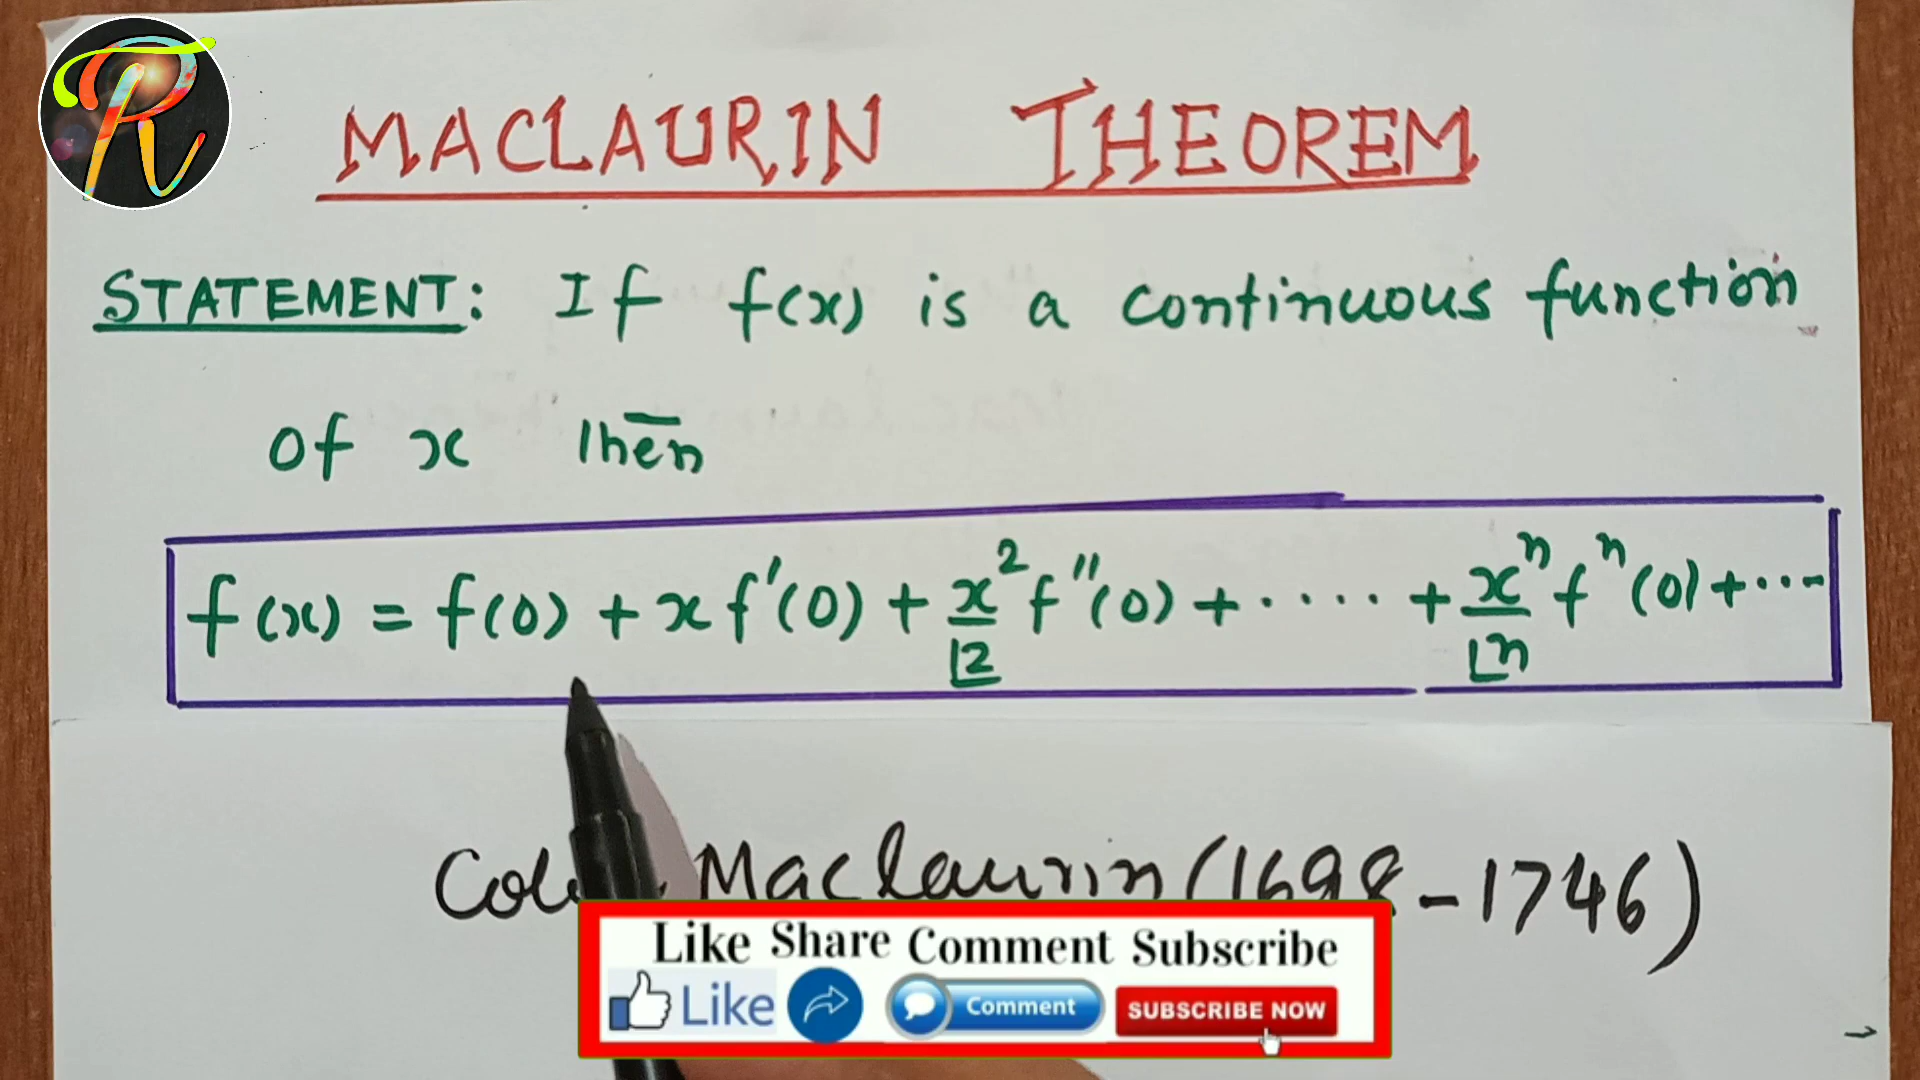 MACLAURIN THEOREM
STATEMENT: If f(x) is a continuous function
of x then
f(x) = f(0) + x f'(0) + x²/⌊2 f''(0) + ···· + xⁿ/⌊n fⁿ(0) + ····
Maclaurin (1698-1746)
Like Share Comment Subscribe
Like Comment SUBSCRIBE NOW